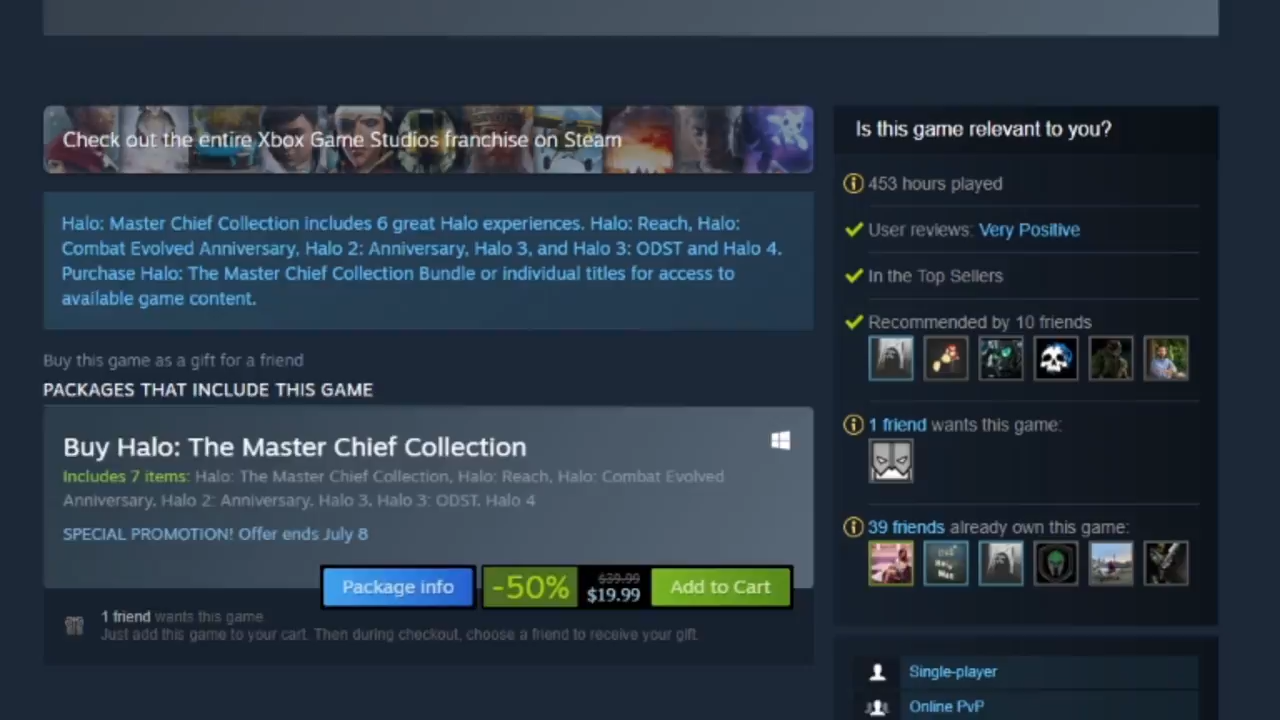 Check out the entire Xbox Game Studios franchise on Steam
Halo: Master Chief Collection includes 6 great Halo experiences. Halo: Reach, Halo:
Combat Evolved Anniversary, Halo 2: Anniversary, Halo 3, and Halo 3: ODST and Halo 4.
Purchase Halo: The Master Chief Collection Bundle or individual titles for access to
available game content.
Buy this game as a gift for a friend
PACKAGES THAT INCLUDE THIS GAME
Buy Halo: The Master Chief Collection
Includes 7 items: Halo: The Master Chief Collection, Halo: Reach, Halo: Combat Evolved
Anniversary, Halo 2: Anniversary, Halo 3, Halo 3: ODST, Halo 4
SPECIAL PROMOTION! Offer ends July 8
Package info
-50%
$39.99
$19.99
Add to Cart
1 friend wants this game.
Just add this game to your cart. Then during checkout, choose a friend to receive your gift.
Is this game relevant to you?
453 hours played
User reviews: Very Positive
In the Top Sellers
Recommended by 10 friends
1 friend wants this game:
39 friends already own this game:
Single-player
Online PvP